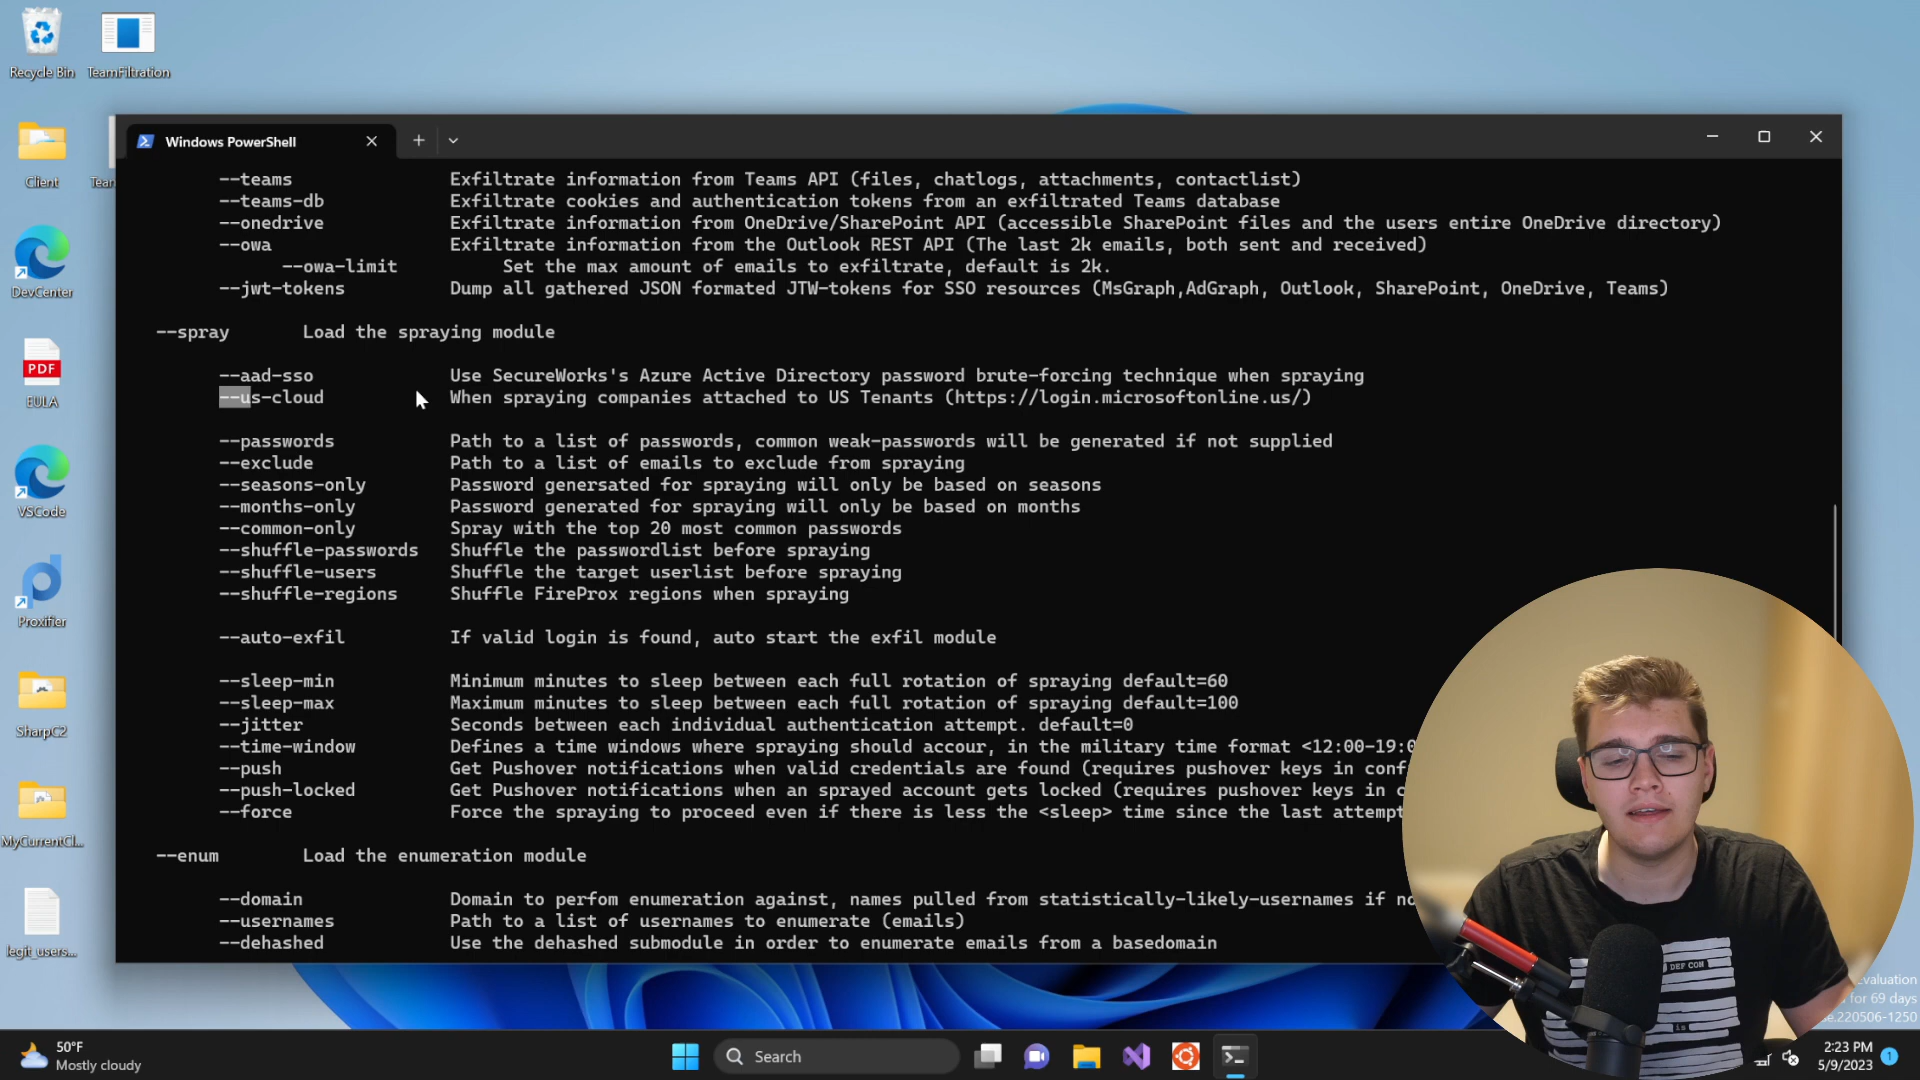 Recycle Bin
TeamFiltration
Client
DevCenter
PDF
EULA
VSCode
Proxifier
SharpC2
MyCurrentCl...
legit_users...
Windows PowerShell
--teams Exfiltrate information from Teams API (files, chatlogs, attachments, contactlist)
--teams-db Exfiltrate cookies and authentication tokens from an exfiltrated Teams database
--onedrive Exfiltrate information from OneDrive/SharePoint API (accessible SharePoint files and the users entire OneDrive directory)
--owa Exfiltrate information from the Outlook REST API (The last 2k emails, both sent and received)
--owa-limit Set the max amount of emails to exfiltrate, default is 2k.
--jwt-tokens Dump all gathered JSON formated JTW-tokens for SSO resources (MsGraph,AdGraph, Outlook, SharePoint, OneDrive, Teams)
--spray Load the spraying module
--aad-sso Use SecureWorks's Azure Active Directory password brute-forcing technique when spraying
--us-cloud When spraying companies attached to US Tenants (https://login.microsoftonline.us/)
--passwords Path to a list of passwords, common weak-passwords will be generated if not supplied
--exclude Path to a list of emails to exclude from spraying
--seasons-only Password genersated for spraying will only be based on seasons
--months-only Password generated for spraying will only be based on months
--common-only Spray with the top 20 most common passwords
--shuffle-passwords Shuffle the passwordlist before spraying
--shuffle-users Shuffle the target userlist before spraying
--shuffle-regions Shuffle FireProx regions when spraying
--auto-exfil If valid login is found, auto start the exfil module
--sleep-min Minimum minutes to sleep between each full rotation of spraying default=60
--sleep-max Maximum minutes to sleep between each full rotation of spraying default=100
--jitter Seconds between each individual authentication attempt. default=0
--time-window Defines a time windows where spraying should accour, in the military time format <12:00-19:0
--push Get Pushover notifications when valid credentials are found (requires pushover keys in conf
--push-locked Get Pushover notifications when an sprayed account gets locked (requires pushover keys in c
--force Force the spraying to proceed even if there is less the <sleep> time since the last attempt
--enum Load the enumeration module
--domain Domain to perfom enumeration against, names pulled from statistically-likely-usernames if no
--usernames Path to a list of usernames to enumerate (emails)
--dehashed Use the dehashed submodule in order to enumerate emails from a basedomain
DEF CON
is
valuation
for 69 days
e.220506-1250
50°F
Mostly cloudy
Search
2:23 PM
5/9/2023
1